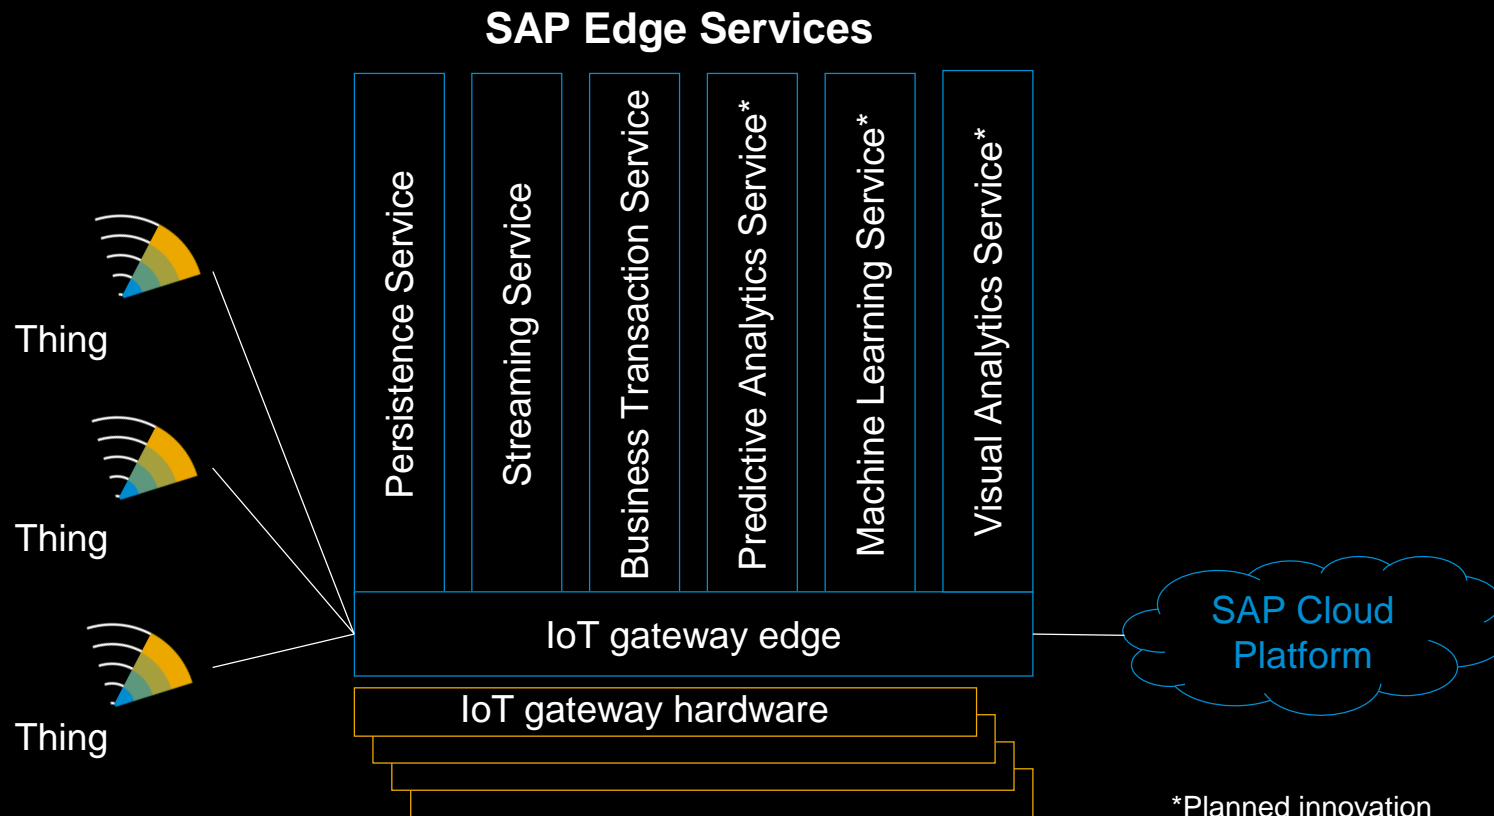 SAP Edge Services
Persistence Service
Streaming Service
Business Transaction Service
Predictive Analytics Service*
Machine Learning Service*
Visual Analytics Service*
Thing
Thing
Thing
IoT gateway edge
SAP Cloud
Platform
IoT gateway hardware
*Planned innovation